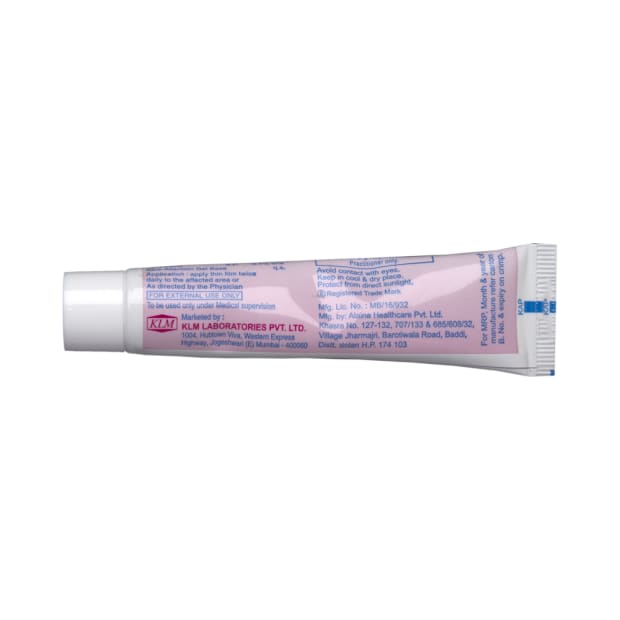 Gel Base
q.s.
Application : apply thin film twice
daily to the affected area or
As directed by the Physician
FOR EXTERNAL USE ONLY
To be used only under Medical supervision
Marketed by :
KLM
KLM LABORATORIES PVT. LTD.
1004, Hubtown Viva, Western Express
Highway, Jogeshwari (E) Mumbai - 400060
Practitioner only.
Avoid contact with eyes.
Keep in cool & dry place.
Protect from direct sunlight.
Registered Trade Mark
Mfg. Lic. No. : MB/16/932
Mfg. by: Alaina Healthcare Pvt. Ltd.
Khasra No. 127-132, 707/133 & 685/608/32,
Village Jharmajri, Barotiwala Road, Baddi,
Distt. solan H.P. 174 103
For MRP, Month & year of
manufacture refer carton
B. No. & expiry on crimp.
KAP